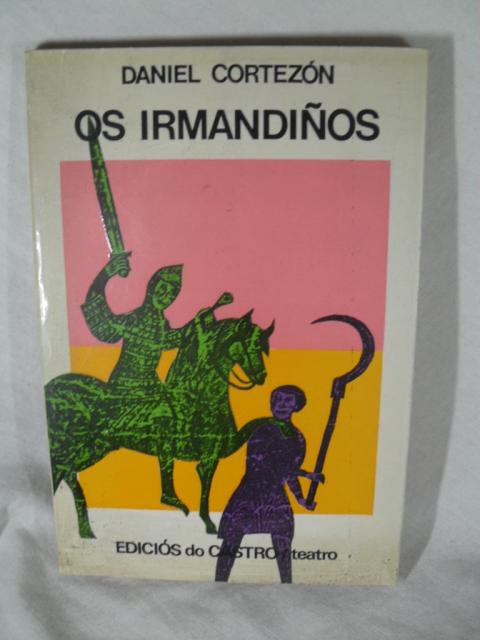 DANIEL CORTEZÓN
OS IRMANDIÑOS
EDICIÓS do CASTRO / teatro